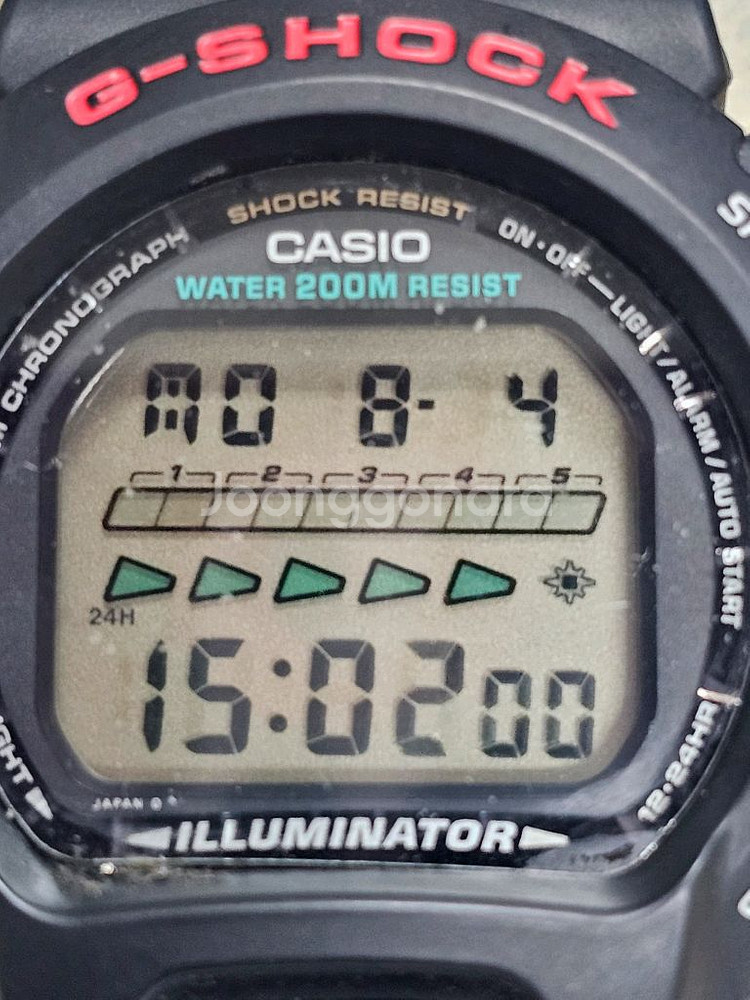 G-SHOCK
SHOCK RESIST
CASIO
WATER 200M RESIST
CHRONOGRAPH
ON·OFF—LIGHT/ALARM/AUTO START
MO 8- 4
1 2 3 4 5
Joonggonara
24H
15:02 00
12·24HR
JAPAN
ILLUMINATOR